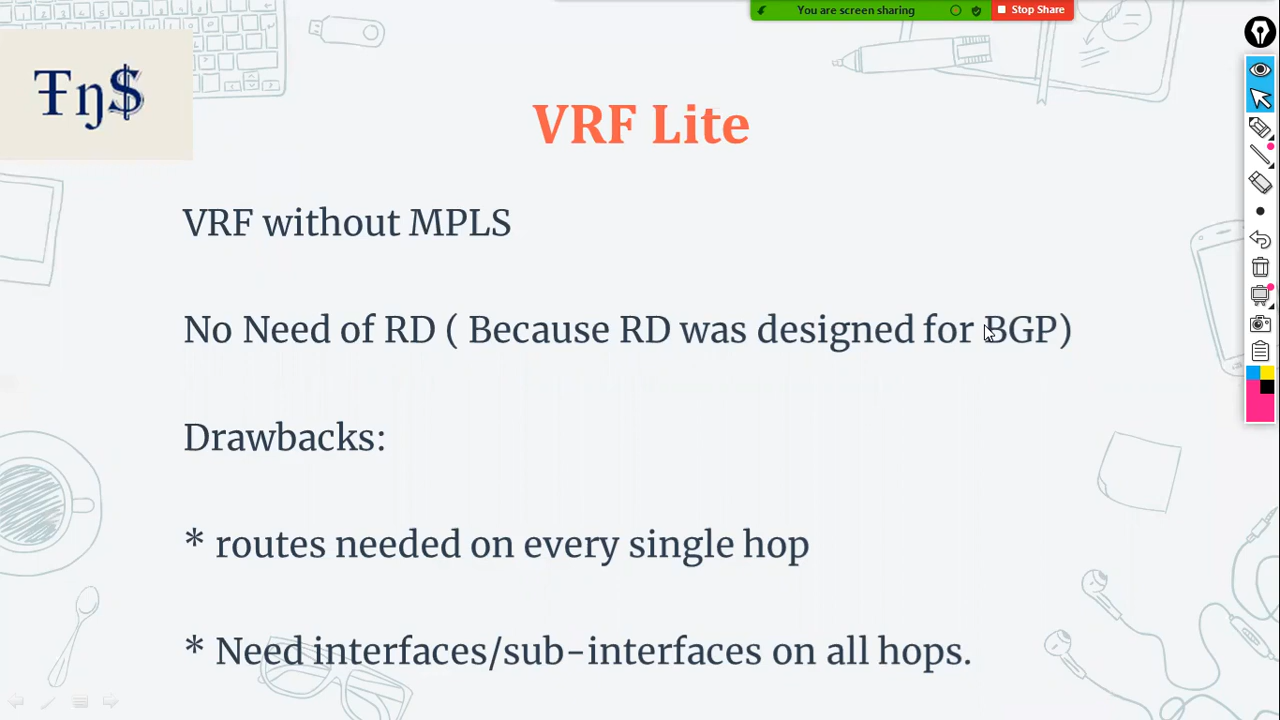 You are screen sharing
Stop Share
Ŧŋ$
VRF Lite
VRF without MPLS
No Need of RD ( Because RD was designed for BGP)
Drawbacks:
* routes needed on every single hop
* Need interfaces/sub-interfaces on all hops.